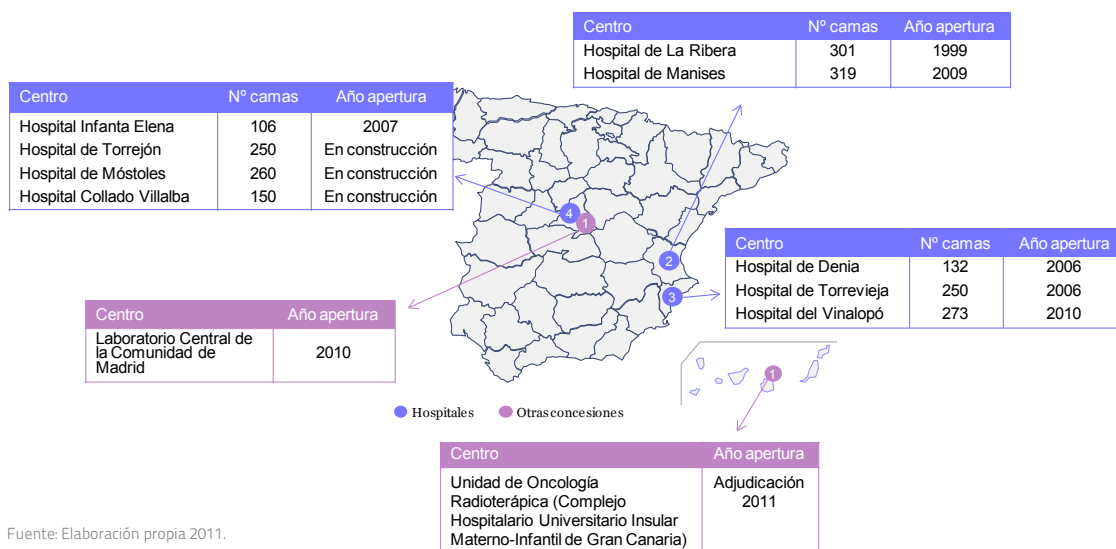 Centro Nº camas Año apertura
Hospital de La Ribera 301 1999
Hospital de Manises 319 2009
Centro Nº camas Año apertura
Hospital Infanta Elena 106 2007
Hospital de Torrejón 250 En construcción
Hospital de Móstoles 260 En construcción
Hospital Collado Villalba 150 En construcción
4
1
2
3
Centro Nº camas Año apertura
Hospital de Denia 132 2006
Hospital de Torrevieja 250 2006
Hospital del Vinalopó 273 2010
Centro Año apertura
Laboratorio Central de
la Comunidad de
Madrid
2010
1
Hospitales Otras concesiones
Centro Año apertura
Unidad de Oncología
Radioterápica (Complejo
Hospitalario Universitario Insular
Materno-Infantil de Gran Canaria)
Adjudicación
2011
Fuente: Elaboración propia 2011.